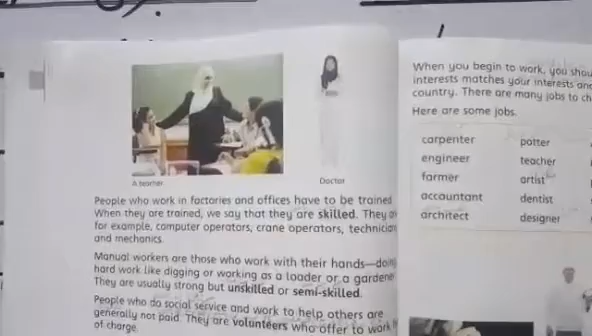 A teacher
Doctor
People who work in factories and offices have to be trained
When they are trained, we say that they are skilled. They
for example, computer operators, crane operators, technician
and mechanics.
Manual workers are those who work with their hands—doing
hard work like digging or working as a loader or a gardene
They are usually strong but unskilled or semi-skilled.
People who do social service and work to help others are
generally not paid. They are volunteers who offer to work
of charge.
When you begin to work, you shou
interests matches your interests and
country. There are many jobs to ch
Here are some jobs.
carpenter potter
engineer teacher
farmer artist
accountant dentist
architect designer